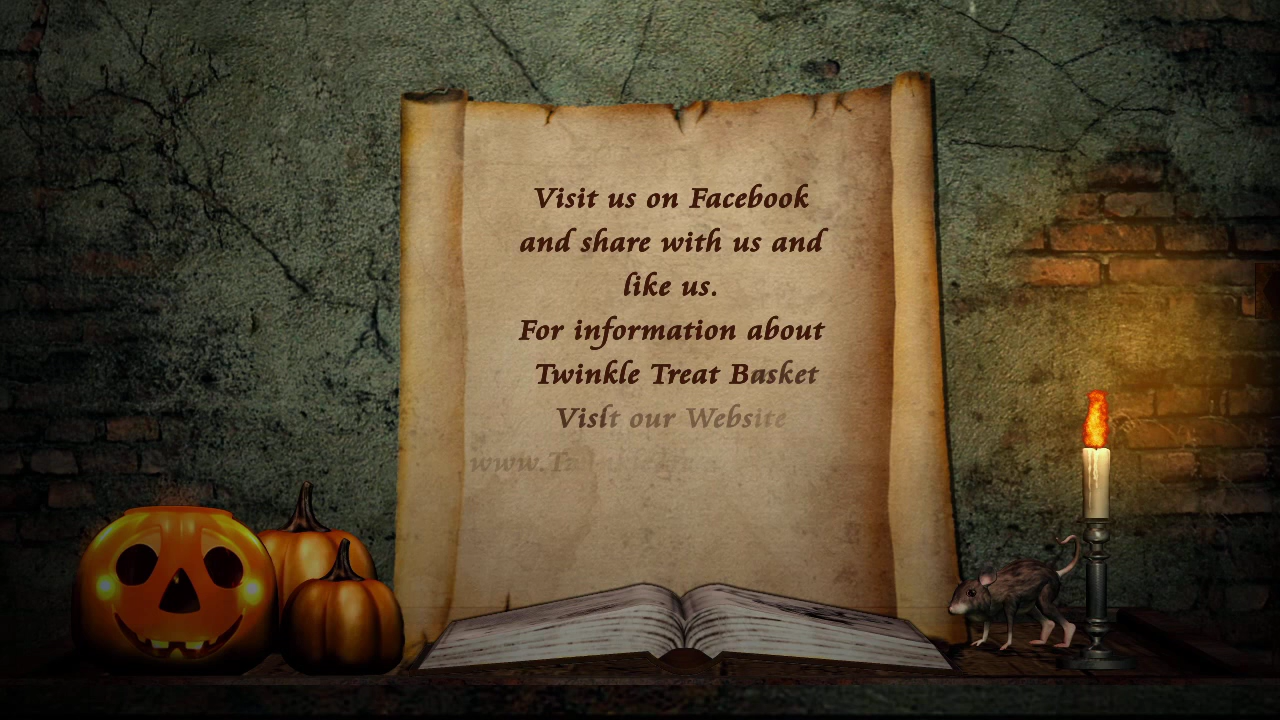 Visit us on Facebook
and share with us and
like us.
For information about
Twinkle Treat Basket
Visit our Website